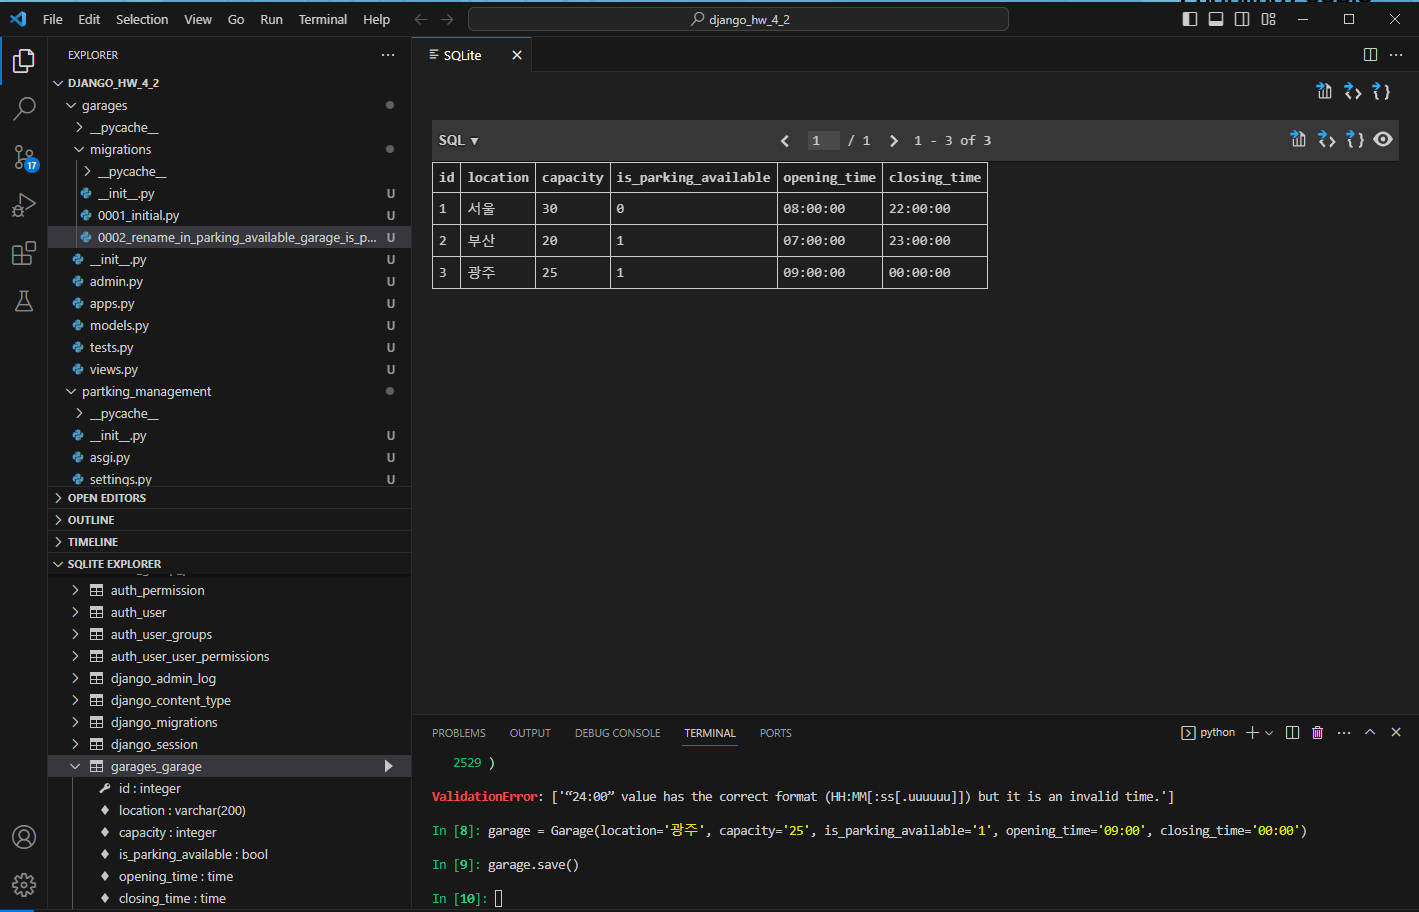 File Edit Selection View Go Run Terminal Help
django_hw_4_2
EXPLORER
DJANGO_HW_4_2
garages
__pycache__
migrations
__pycache__
__init__.py U
0001_initial.py U
0002_rename_in_parking_available_garage_is_p... U
__init__.py U
admin.py U
apps.py U
models.py U
tests.py U
views.py U
partking_management
__pycache__
__init__.py U
asgi.py U
settings.py U
17
OPEN EDITORS
OUTLINE
TIMELINE
SQLITE EXPLORER
auth_permission
auth_user
auth_user_groups
auth_user_user_permissions
django_admin_log
django_content_type
django_migrations
django_session
garages_garage
id : integer
location : varchar(200)
capacity : integer
is_parking_available : bool
opening_time : time
closing_time : time
SQLite
SQL ▼ 1 / 1 1 - 3 of 3
id location capacity is_parking_available opening_time closing_time
1 서울 30 0 08:00:00 22:00:00
2 부산 20 1 07:00:00 23:00:00
3 광주 25 1 09:00:00 00:00:00
PROBLEMS OUTPUT DEBUG CONSOLE TERMINAL PORTS python
2529 )
ValidationError: ['“24:00” value has the correct format (HH:MM[:ss[.uuuuuu]]) but it is an invalid time.']
In [8]: garage = Garage(location='광주', capacity='25', is_parking_available='1', opening_time='09:00', closing_time='00:00')
In [9]: garage.save()
In [10]: